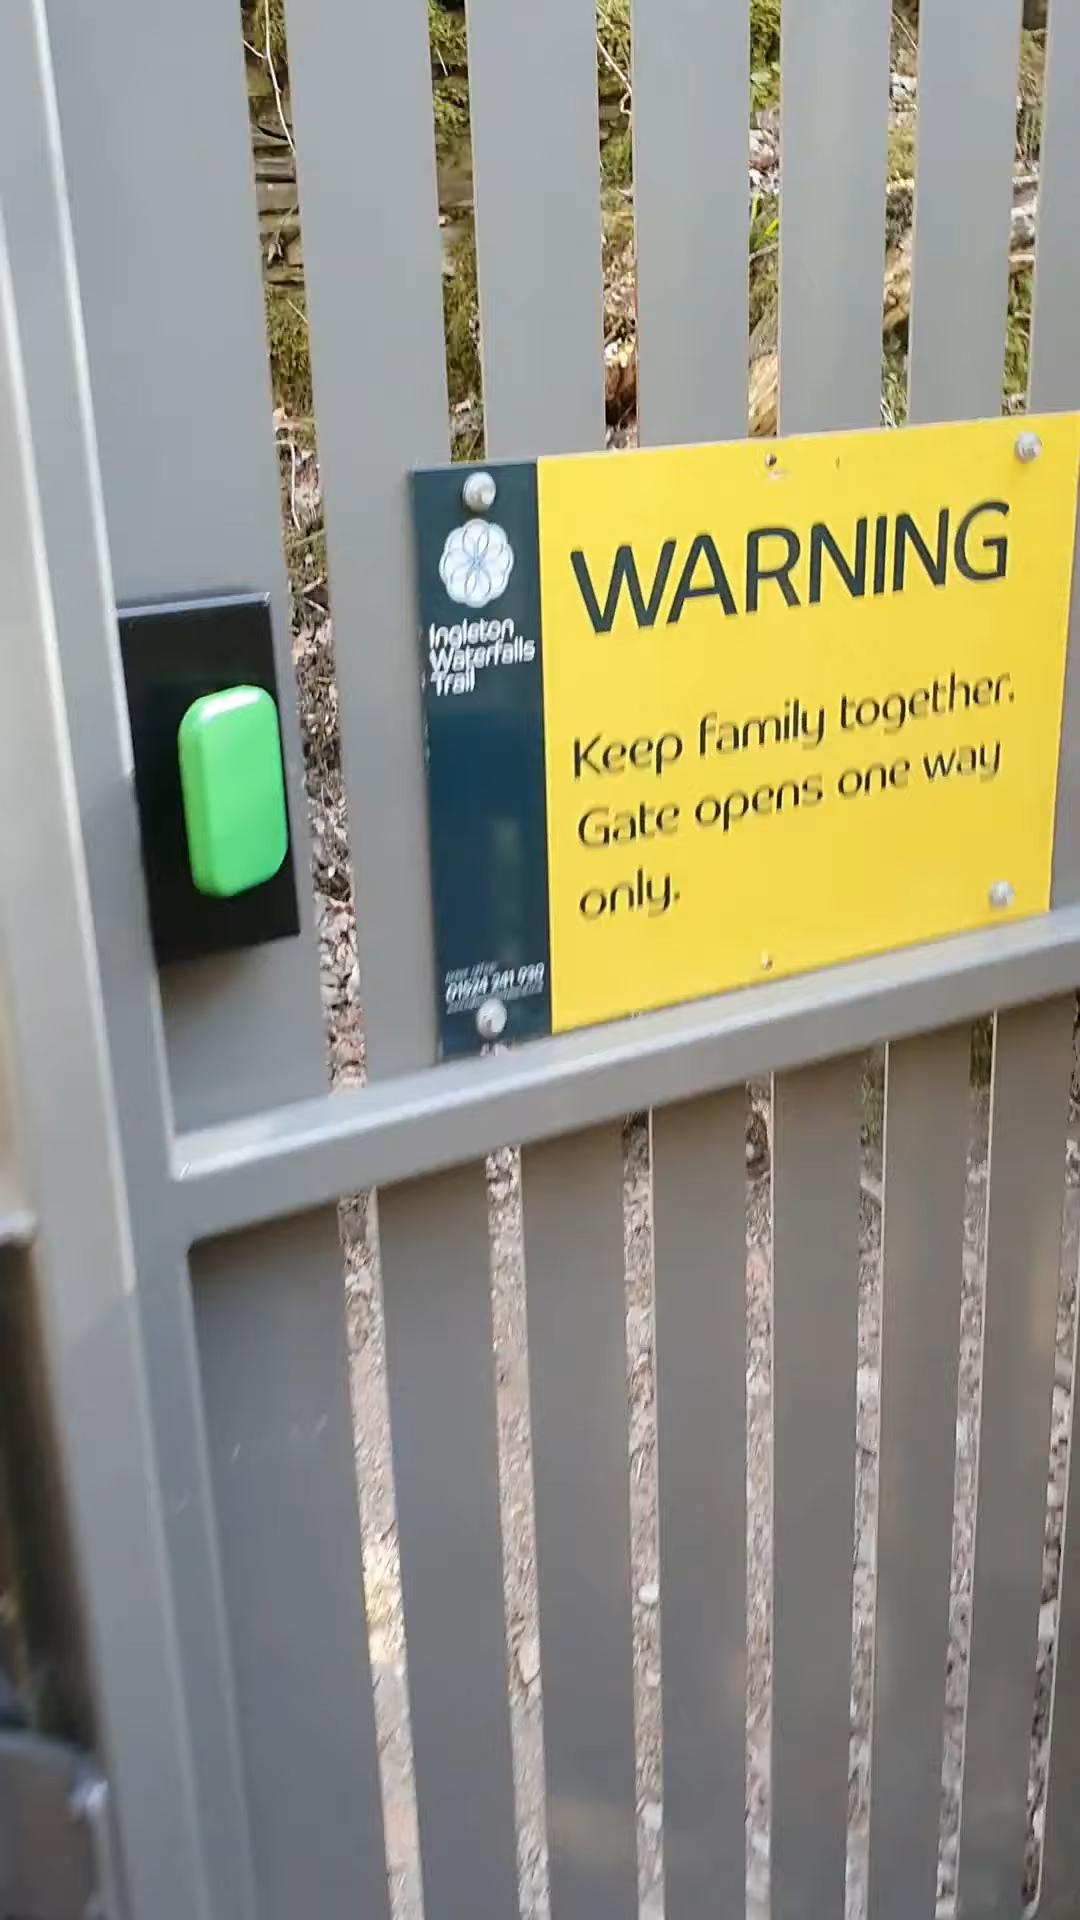 WARNING
Keep family together.
Gate opens one way
only.
Ingleton
Waterfalls
Trail